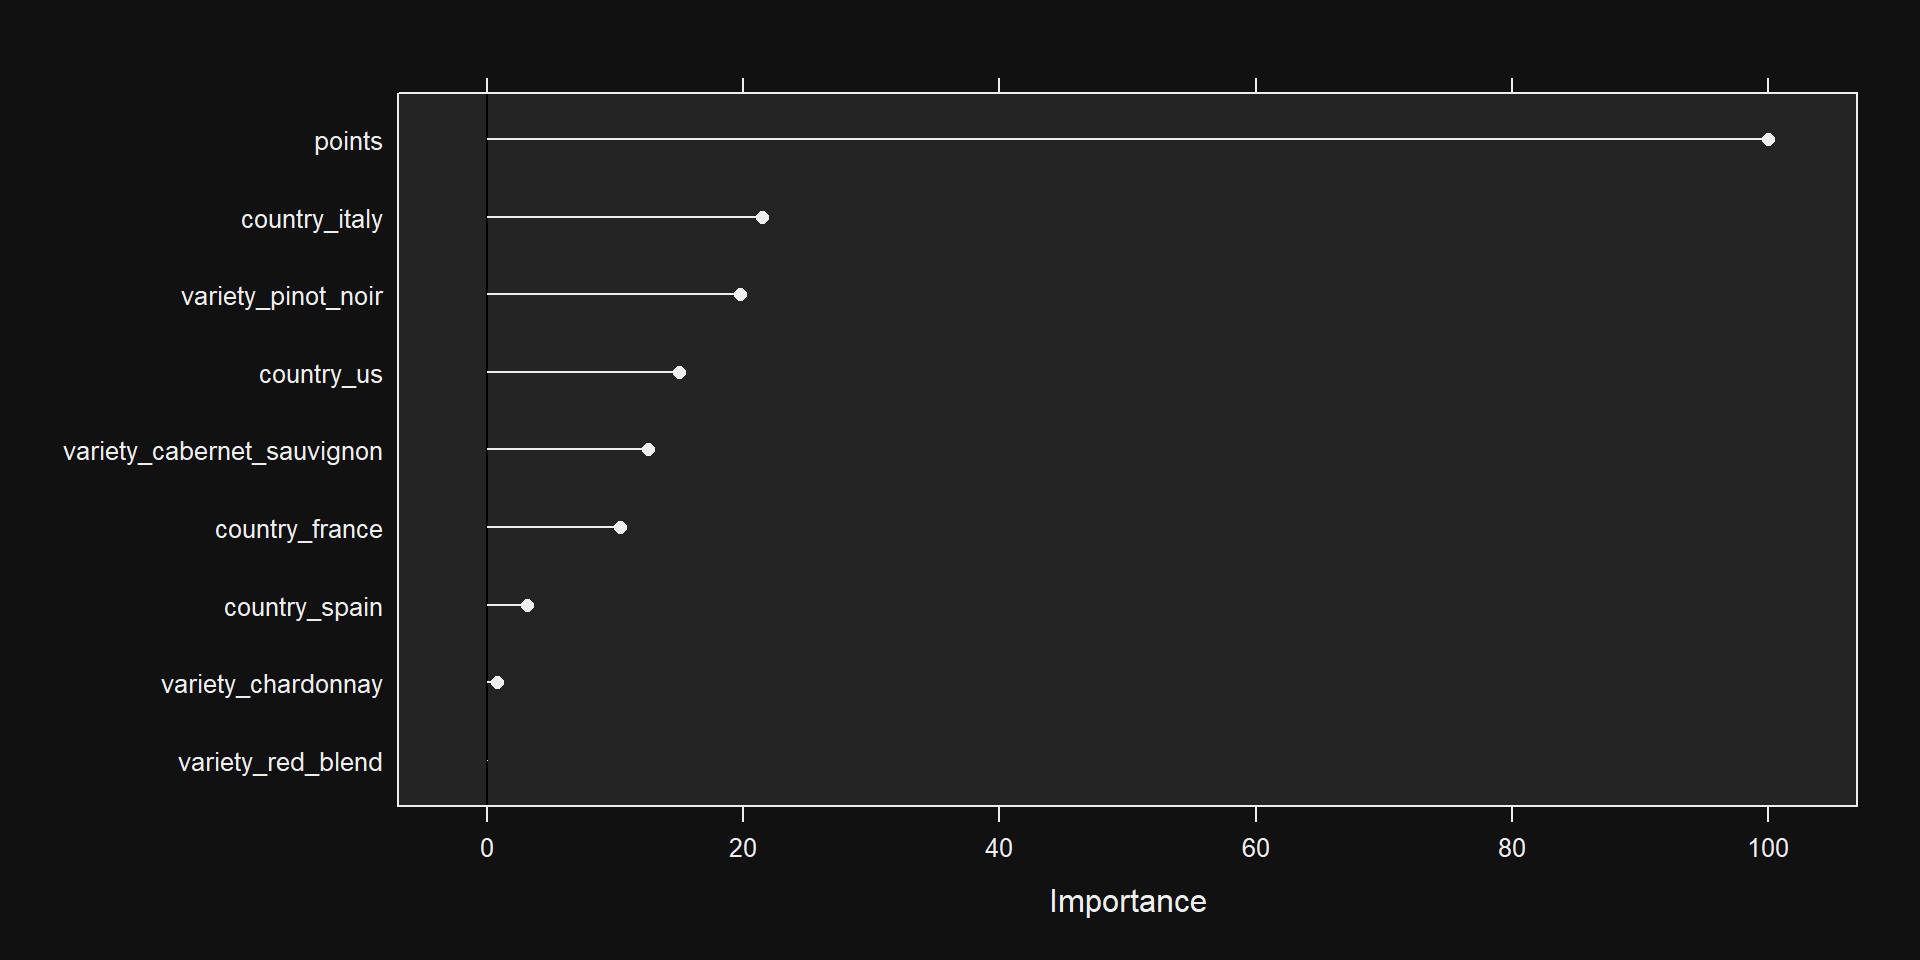 points
country_italy
variety_pinot_noir
country_us
variety_cabernet_sauvignon
country_france
country_spain
variety_chardonnay
variety_red_blend
0 20 40 60 80 100
Importance